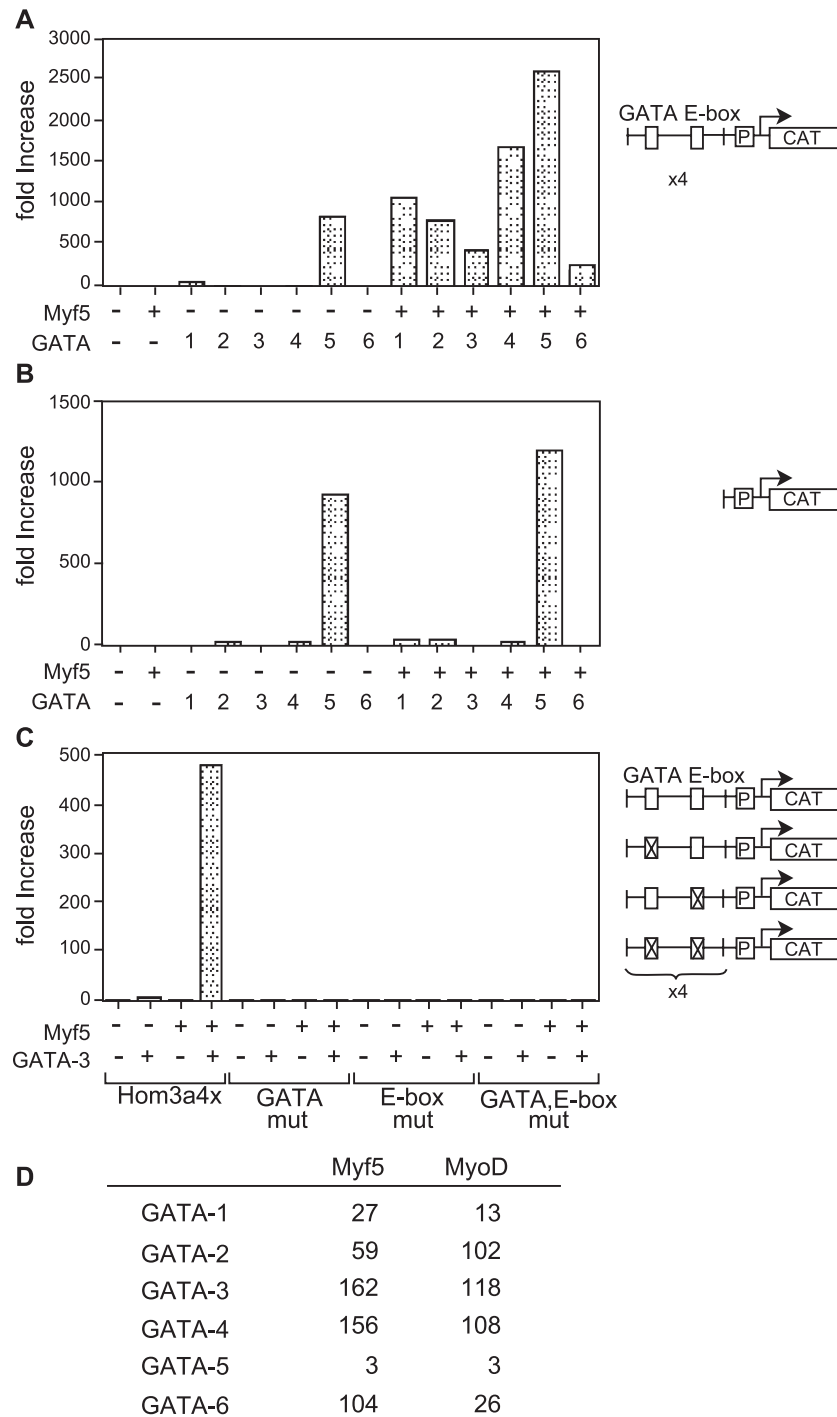 A
3000
2500
2000
1500
1000
500
0
fold Increase
Myf5 - + - - - - - - + + + + + +
GATA - - 1 2 3 4 5 6 1 2 3 4 5 6
GATA E-box
P CAT
x4
B
1500
1000
500
0
fold Increase
Myf5 - + - - - - - - + + + + + +
GATA - - 1 2 3 4 5 6 1 2 3 4 5 6
P CAT
C
500
400
300
200
100
0
fold Increase
Myf5 - - + + - - + + - - + + - - + +
GATA-3 - + - + - + - + - + - + - + - +
Hom3a4x GATA mut E-box mut GATA,E-box mut
GATA E-box
P CAT
P CAT
P CAT
P CAT
x4
D
Myf5 MyoD
GATA-1 27 13
GATA-2 59 102
GATA-3 162 118
GATA-4 156 108
GATA-5 3 3
GATA-6 104 26